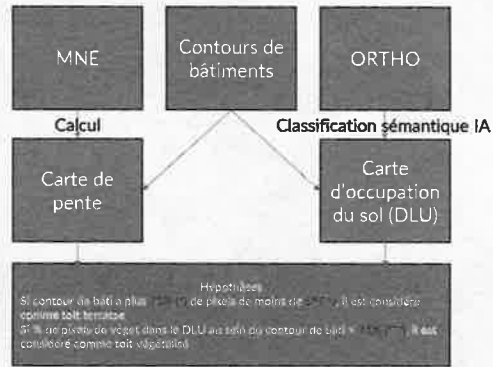 MNE
Contours de
bâtiments
ORTHO
Calcul
Classification sémantique IA
Carte de
pente
Carte
d'occupation
du sol (DLU)
Hypothèses
Si contour de bâti a plus de pixels de moins de il est considéré
comme toit terrasse
Si % de pixels de végét dans le DLU au sein du contour de bâti > il est
considéré comme toit végétalisé